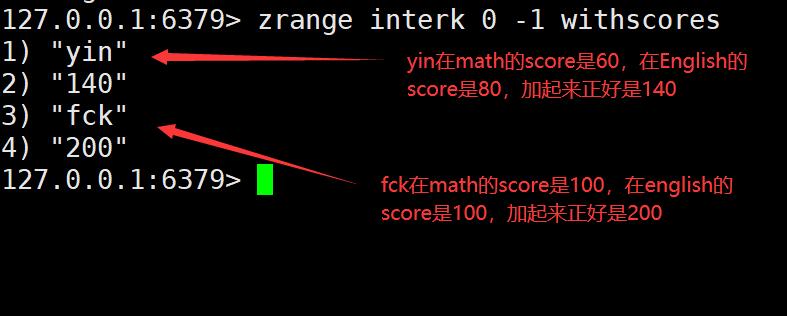 127.0.0.1:6379> zrange interk 0 -1 withscores
1) "yin"
yin在math的score是60，在English的
score是80，加起来正好是140
2) "140"
3) "fck"
4) "200"
127.0.0.1:6379>
fck在math的score是100，在english的
score是100，加起来正好是200